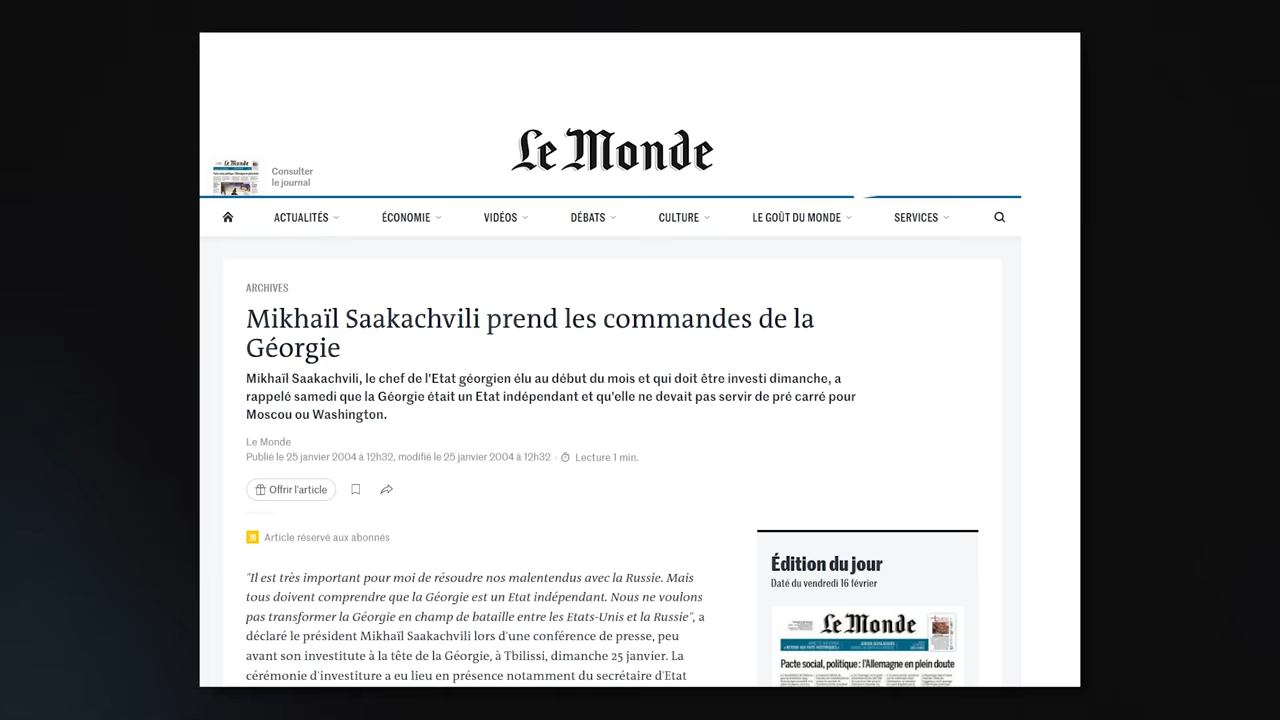 Le Monde
Consulter
le journal
ACTUALITÉS
ÉCONOMIE
VIDÉOS
DÉBATS
CULTURE
LE GOÛT DU MONDE
SERVICES
ARCHIVES
Mikhaïl Saakachvili prend les commandes de la
Géorgie
Mikhaïl Saakachvili, le chef de l'Etat géorgien élu au début du mois et qui doit être investi dimanche, a
rappelé samedi que la Géorgie était un Etat indépendant et qu'elle ne devait pas servir de pré carré pour
Moscou ou Washington.
Le Monde
Publié le 25 janvier 2004 à 12h32, modifié le 25 janvier 2004 à 12h32 · Lecture 1 min.
Offrir l'article
Article réservé aux abonnés
"Il est très important pour moi de résoudre nos malentendus avec la Russie. Mais
tous doivent comprendre que la Géorgie est un Etat indépendant. Nous ne voulons
pas transformer la Géorgie en champ de bataille entre les Etats-Unis et la Russie", a
déclaré le président Mikhaïl Saakachvili lors d'une conférence de presse, peu
avant son investitute à la tête de la Géorgie, à Tbilissi, dimanche 25 janvier. La
cérémonie d'investiture a eu lieu en présence notamment du secrétaire d'Etat
Édition du jour
Daté du vendredi 16 février
Le Monde
Pacte social, politique : l'Allemagne en plein doute